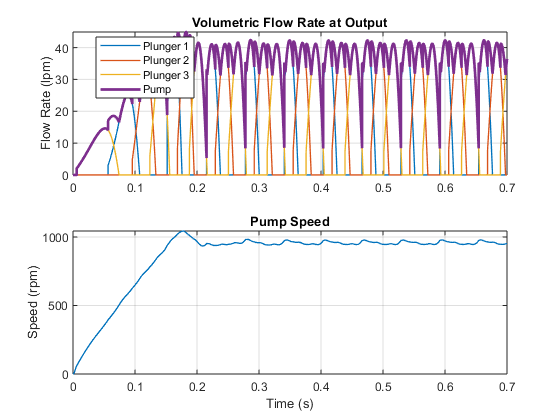 Volumetric Flow Rate at Output
Flow Rate (lpm)
40
30
20
10
0
Plunger 1
Plunger 2
Plunger 3
Pump
0 0.1 0.2 0.3 0.4 0.5 0.6 0.7
Pump Speed
Speed (rpm)
1000
500
0
0 0.1 0.2 0.3 0.4 0.5 0.6 0.7
Time (s)